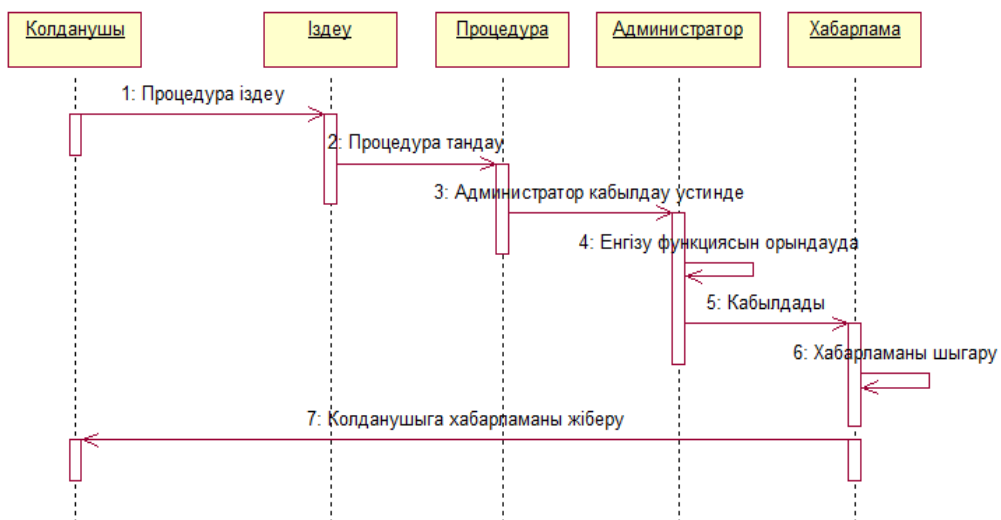 Колданушы
Іздеу
Процедура
Администратор
Хабарлама
1: Процедура іздеу
2: Процедура тандау
3: Администратор кабылдау устинде
4: Енгізу функциясын орындауда
5: Кабылдады
6: Хабарламаны шыгару
7: Колданушыга хабарламаны жіберу